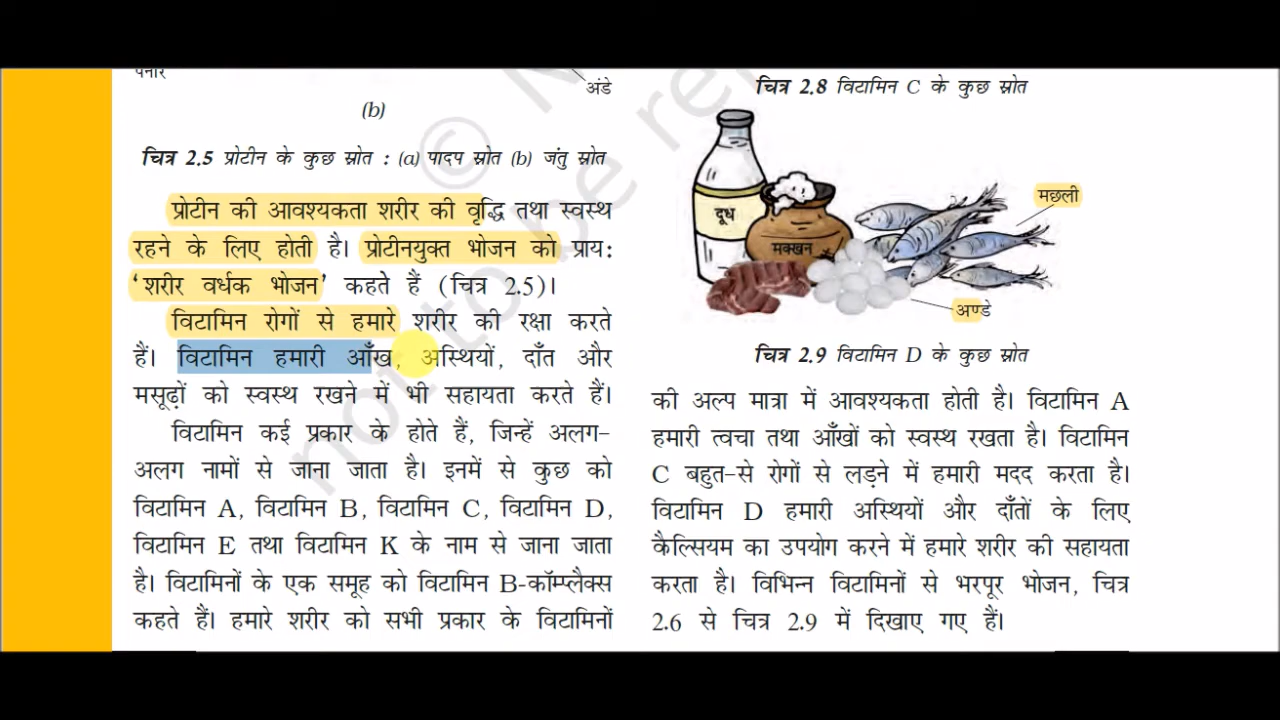 पनीर
अंडे
(b)
चित्र 2.5 प्रोटीन के कुछ स्रोत : (a) पादप स्रोत (b) जंतु स्रोत
प्रोटीन की आवश्यकता शरीर की वृद्धि तथा स्वस्थ
रहने के लिए होती है। प्रोटीनयुक्त भोजन को प्राय:
‘शरीर वर्धक भोजन’ कहते हैं (चित्र 2.5)।
विटामिन रोगों से हमारे शरीर की रक्षा करते
हैं। विटामिन हमारी आँख, अस्थियों, दाँत और
मसूढ़ों को स्वस्थ रखने में भी सहायता करते हैं।
विटामिन कई प्रकार के होते हैं, जिन्हें अलग-
अलग नामों से जाना जाता है। इनमें से कुछ को
विटामिन A, विटामिन B, विटामिन C, विटामिन D,
विटामिन E तथा विटामिन K के नाम से जाना जाता
है। विटामिनों के एक समूह को विटामिन B-कॉम्प्लैक्स
कहते हैं। हमारे शरीर को सभी प्रकार के विटामिनों
चित्र 2.8 विटामिन C के कुछ स्रोत
दूध
मक्खन
मछली
अण्डे
चित्र 2.9 विटामिन D के कुछ स्रोत
की अल्प मात्रा में आवश्यकता होती है। विटामिन A
हमारी त्वचा तथा आँखों को स्वस्थ रखता है। विटामिन
C बहुत-से रोगों से लड़ने में हमारी मदद करता है।
विटामिन D हमारी अस्थियों और दाँतों के लिए
कैल्सियम का उपयोग करने में हमारे शरीर की सहायता
करता है। विभिन्न विटामिनों से भरपूर भोजन, चित्र
2.6 से चित्र 2.9 में दिखाए गए हैं।
©
not to be re